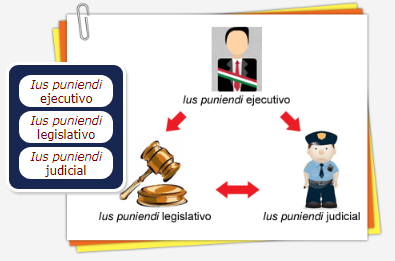 Ius puniendi
ejecutivo
Ius puniendi
legislativo
Ius puniendi
judicial
Ius puniendi ejecutivo
Ius puniendi legislativo
Ius puniendi judicial